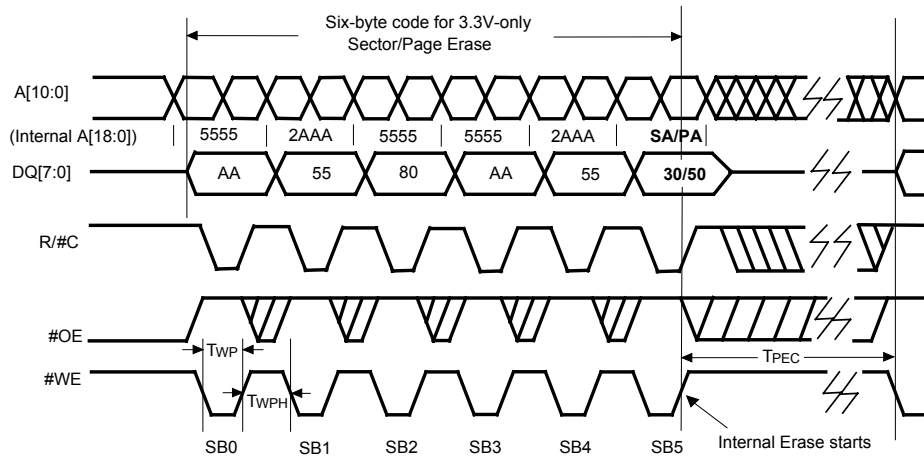 Six-byte code for 3.3V-only
Sector/Page Erase
A[10:0]
(Internal A[18:0])
5555 2AAA 5555 5555 2AAA SA/PA
DQ[7:0]
AA 55 80 AA 55 30/50
R/#C
#OE
TWP
TPEC
#WE
TWPH
SB0 SB1 SB2 SB3 SB4 SB5
Internal Erase starts